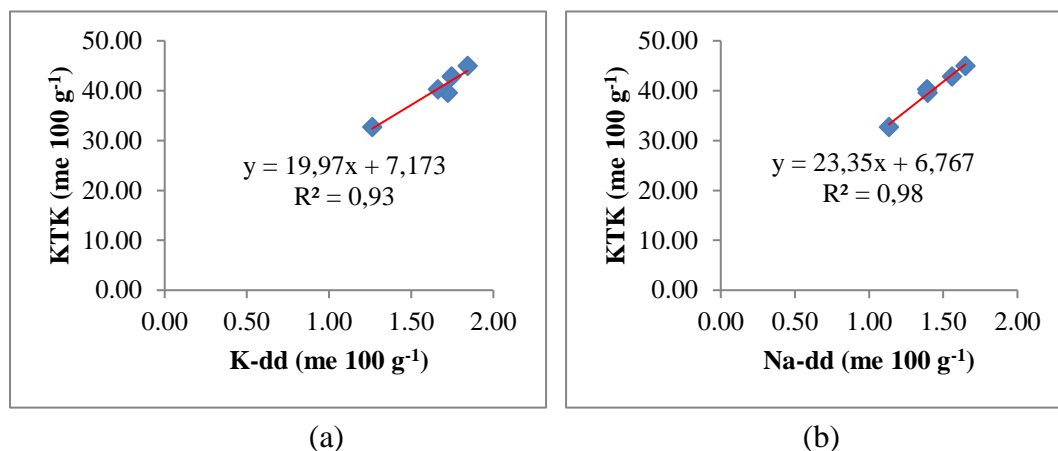 50.00
40.00
30.00
20.00
10.00
0.00
KTK (me 100 g-1)
y = 19,97x + 7,173
R² = 0,93
0.00 0.50 1.00 1.50 2.00
K-dd (me 100 g-1)
(a)
50.00
40.00
30.00
20.00
10.00
0.00
KTK (me 100 g-1)
y = 23,35x + 6,767
R² = 0,98
0.00 0.50 1.00 1.50 2.00
Na-dd (me 100 g-1)
(b)